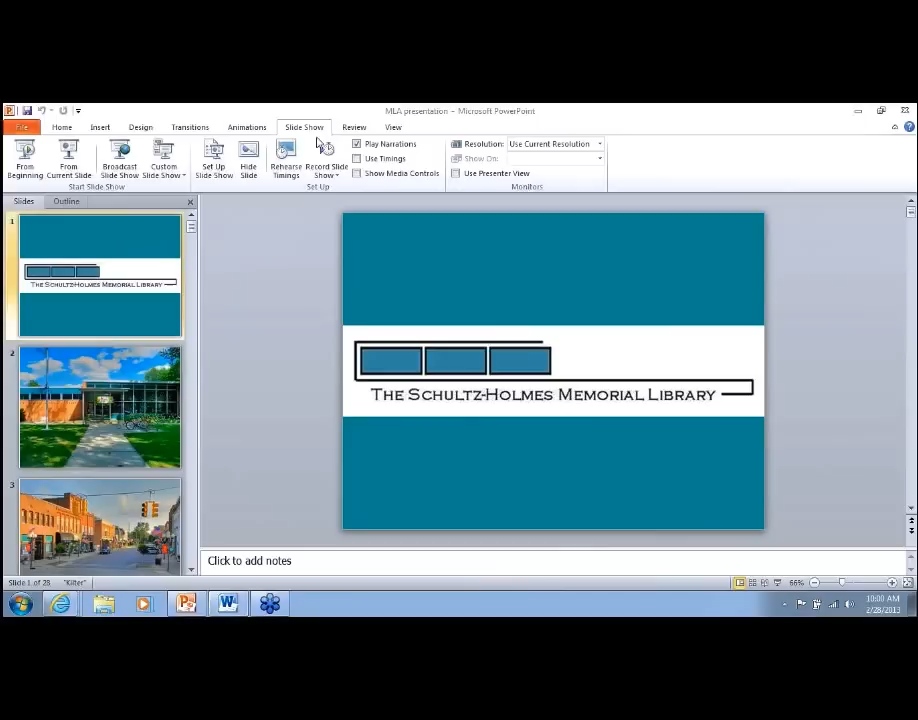 MLA presentation - Microsoft PowerPoint
File Home Insert Design Transitions Animations Slide Show Review View
From Beginning
From Current Slide
Broadcast Slide Show
Custom Slide Show
Set Up Slide Show
Hide Slide
Rehearse Timings
Record Slide Show
Play Narrations
Use Timings
Show Media Controls
Resolution: Use Current Resolution
Show On:
Use Presenter View
Start Slide Show
Set Up
Monitors
Slides Outline
1
The Schultz-Holmes Memorial Library
2
3
The Schultz-Holmes Memorial Library
Click to add notes
Slide 1 of 28 "Kilter"
66%
10:00 AM
2/28/2013